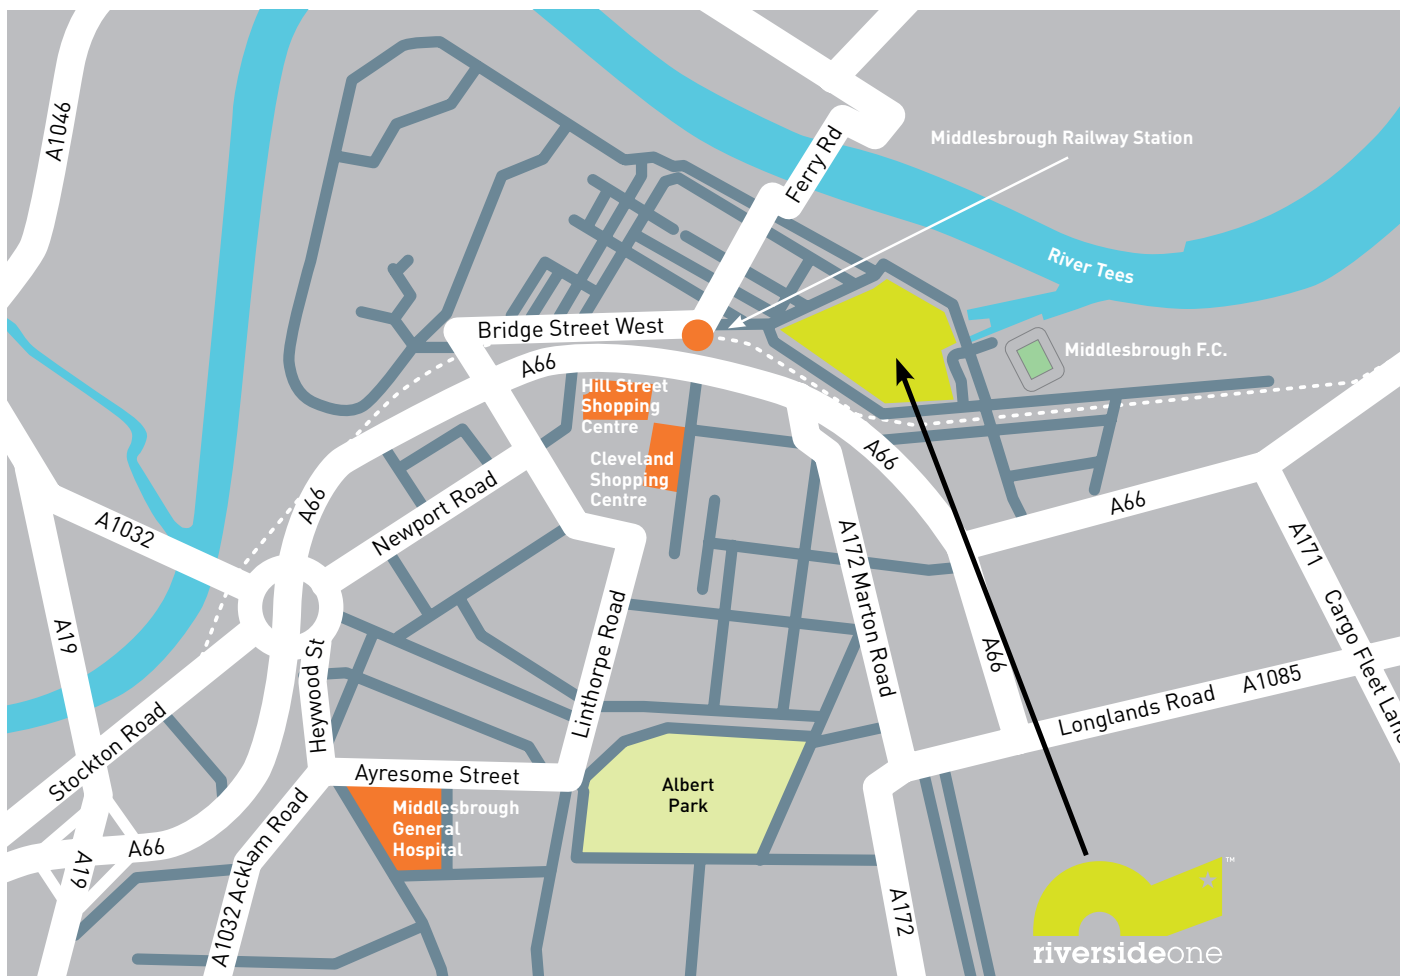 A1046
Ferry Rd
Middlesbrough Railway Station
River Tees
Bridge Street West
Middlesbrough F.C.
A66
Hill Street
Shopping
Centre
Cleveland
Shopping
Centre
A66
A66
Newport Road
A66
A1032
A172 Marton Road
A171
Cargo Fleet Lane
A19
Heywood St
Linthorpe Road
A66
Longlands Road
A1085
Stockton Road
Ayresome Street
Albert
Park
Middlesbrough
General
Hospital
A66
A19
A1032 Acklam Road
A172
™
riversideone